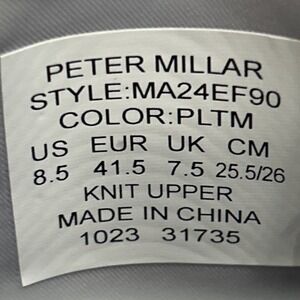 PETER MILLAR
STYLE:MA24EF90
COLOR:PLTM
US EUR UK CM
8.5 41.5 7.5 25.5/26
KNIT UPPER
MADE IN CHINA
1023 31735